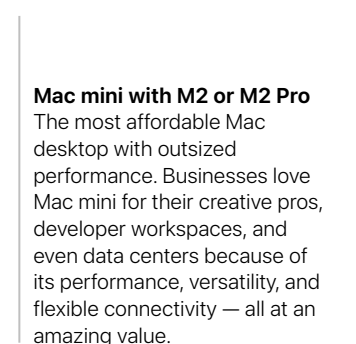 Mac mini with M2 or M2 Pro
The most affordable Mac
desktop with outsized
performance. Businesses love
Mac mini for their creative pros,
developer workspaces, and
even data centers because of
its performance, versatility, and
flexible connectivity — all at an
amazing value.